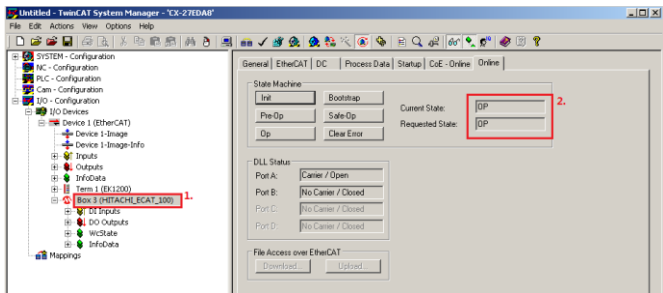 Untitled - TwinCAT System Manager - 'CX-27EDA8'
File Edit Actions View Options Help
SYSTEM - Configuration
NC - Configuration
PLC - Configuration
Cam - Configuration
I/O - Configuration
I/O Devices
Device 1 (EtherCAT)
Device 1-Image
Device 1-Image-Info
Inputs
Outputs
InfoData
Term 1 (EK1200)
Box 3 (HITACHI_ECAT_100)
1.
DI Inputs
DO Outputs
WcState
InfoData
Mappings
General EtherCAT DC Process Data Startup CoE - Online Online
State Machine
Init Bootstrap
Pre-Op Safe-Op
Op Clear Error
Current State: OP
Requested State: OP
2.
DLL Status
Port A: Carrier / Open
Port B: No Carrier / Closed
Port C: No Carrier / Closed
Port D: No Carrier / Closed
File Access over EtherCAT
Download... Upload...